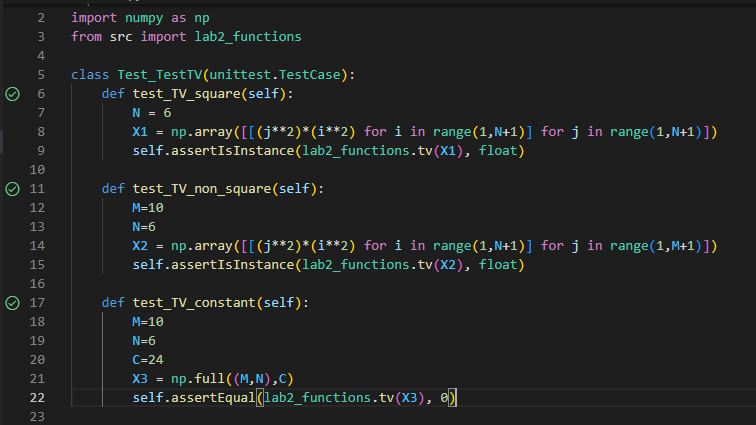 2 import numpy as np
3 from src import lab2_functions
4
5 class Test_TestTV(unittest.TestCase):
6     def test_TV_square(self):
7         N = 6
8         X1 = np.array([[(j**2)*(i**2) for i in range(1,N+1)] for j in range(1,N+1)])
9         self.assertIsInstance(lab2_functions.tv(X1), float)
10
11     def test_TV_non_square(self):
12         M=10
13         N=6
14         X2 = np.array([[(j**2)*(i**2) for i in range(1,N+1)] for j in range(1,M+1)])
15         self.assertIsInstance(lab2_functions.tv(X2), float)
16
17     def test_TV_constant(self):
18         M=10
19         N=6
20         C=24
21         X3 = np.full((M,N),C)
22         self.assertEqual(lab2_functions.tv(X3), 0)
23